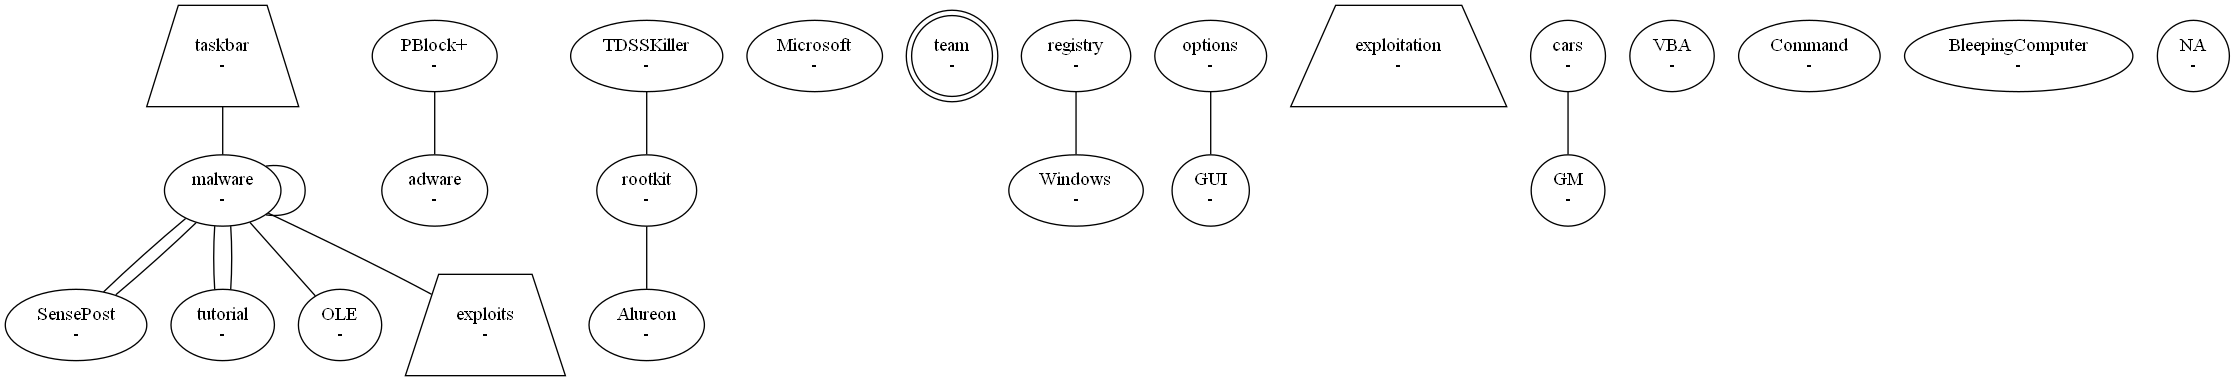 taskbar
-
PBlock+
-
TDSSKiller
-
Microsoft
-
team
-
registry
-
options
-
exploitation
-
cars
-
VBA
-
Command
-
BleepingComputer
-
NA
-
malware
-
adware
-
rootkit
-
Windows
-
GUI
-
GM
-
SensePost
-
tutorial
-
OLE
-
exploits
-
Alureon
-